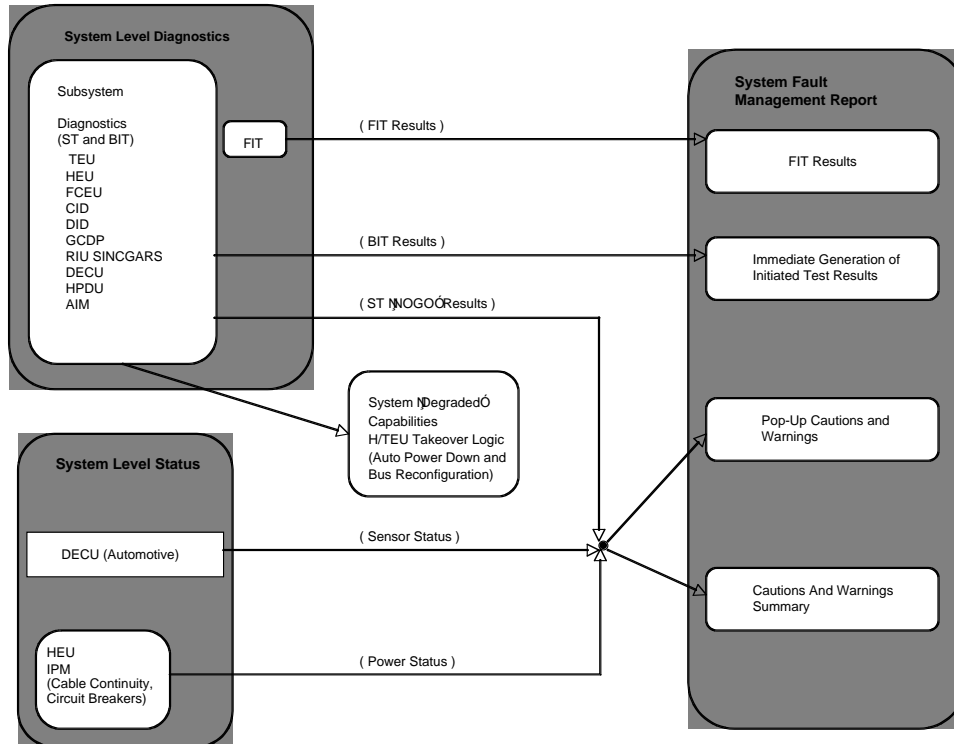 System Level Diagnostics
Subsystem
Diagnostics
(ST and BIT)
TEU
HEU
FCEU
CID
DID
GCDP
RIU SINCGARS
DECU
HPDU
AIM
FIT
( FIT Results )
( BIT Results )
( ST NOGOÓ Results )
System DegradedÓ
Capabilities
H/TEU Takeover Logic
(Auto Power Down and
Bus Reconfiguration)
System Level Status
DECU (Automotive)
HEU
IPM
(Cable Continuity,
Circuit Breakers)
( Sensor Status )
( Power Status )
System Fault
Management Report
FIT Results
Immediate Generation of
Initiated Test Results
Pop-Up Cautions and
Warnings
Cautions And Warnings
Summary